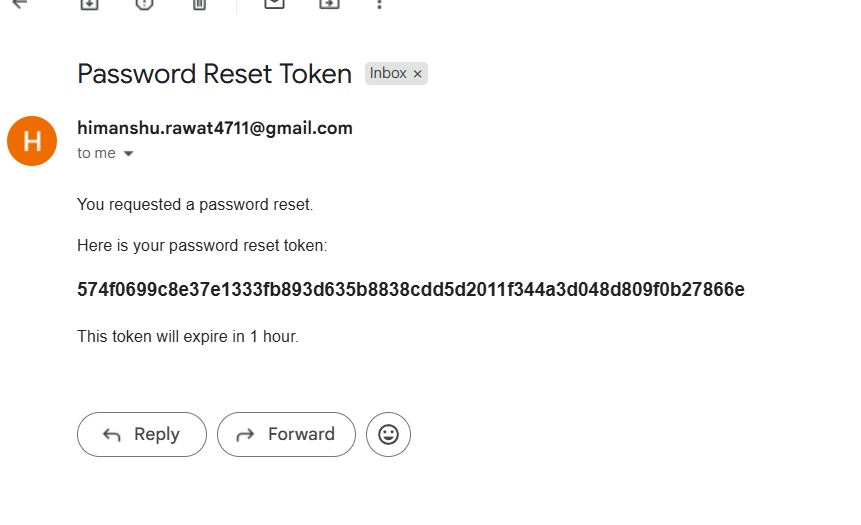 Password Reset Token Inbox ×
H
himanshu.rawat4711@gmail.com
to me
You requested a password reset.
Here is your password reset token:
574f0699c8e37e1333fb893d635b8838cdd5d2011f344a3d048d809f0b27866e
This token will expire in 1 hour.
Reply Forward